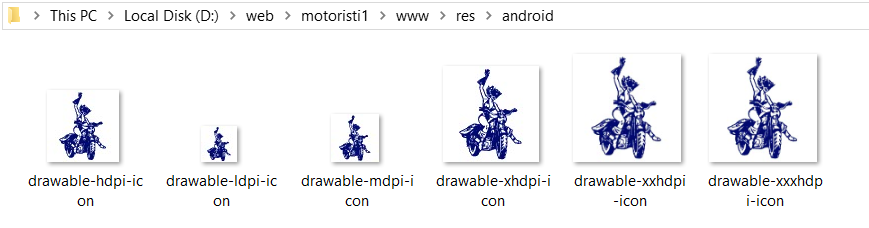 This PC > Local Disk (D:) > web > motoristi1 > www > res > android
drawable-hdpi-ic
on
drawable-ldpi-ic
on
drawable-mdpi-i
con
drawable-xhdpi-i
con
drawable-xxhdpi
-icon
drawable-xxxhdp
i-icon